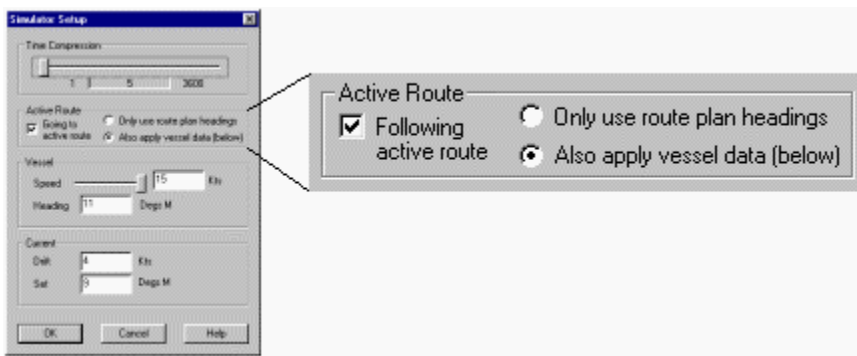 Simulator Setup
Time Compression
1 5 3600
Active Route
Going to
active route
Only use route plan headings
Also apply vessel data (below)
Vessel
Speed 15 Kts
Heading 11 Degs M
Current
Drift 4 Kts
Set 9 Degs M
OK Cancel Help
Active Route
Following
active route
Only use route plan headings
Also apply vessel data (below)